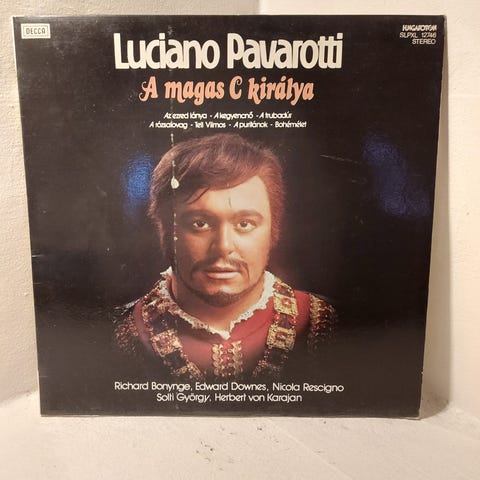 DECCA
HUNGAROTON
SLPXL 12746
STEREO
Luciano Pavarotti
A magas C királya
Az ezred lánya - A kegyencnő - A trubadúr
A rózsalovag - Tell Vilmos - A puritánok - Bohémélet
Richard Bonynge, Edward Downes, Nicola Rescigno
Solti György, Herbert von Karajan